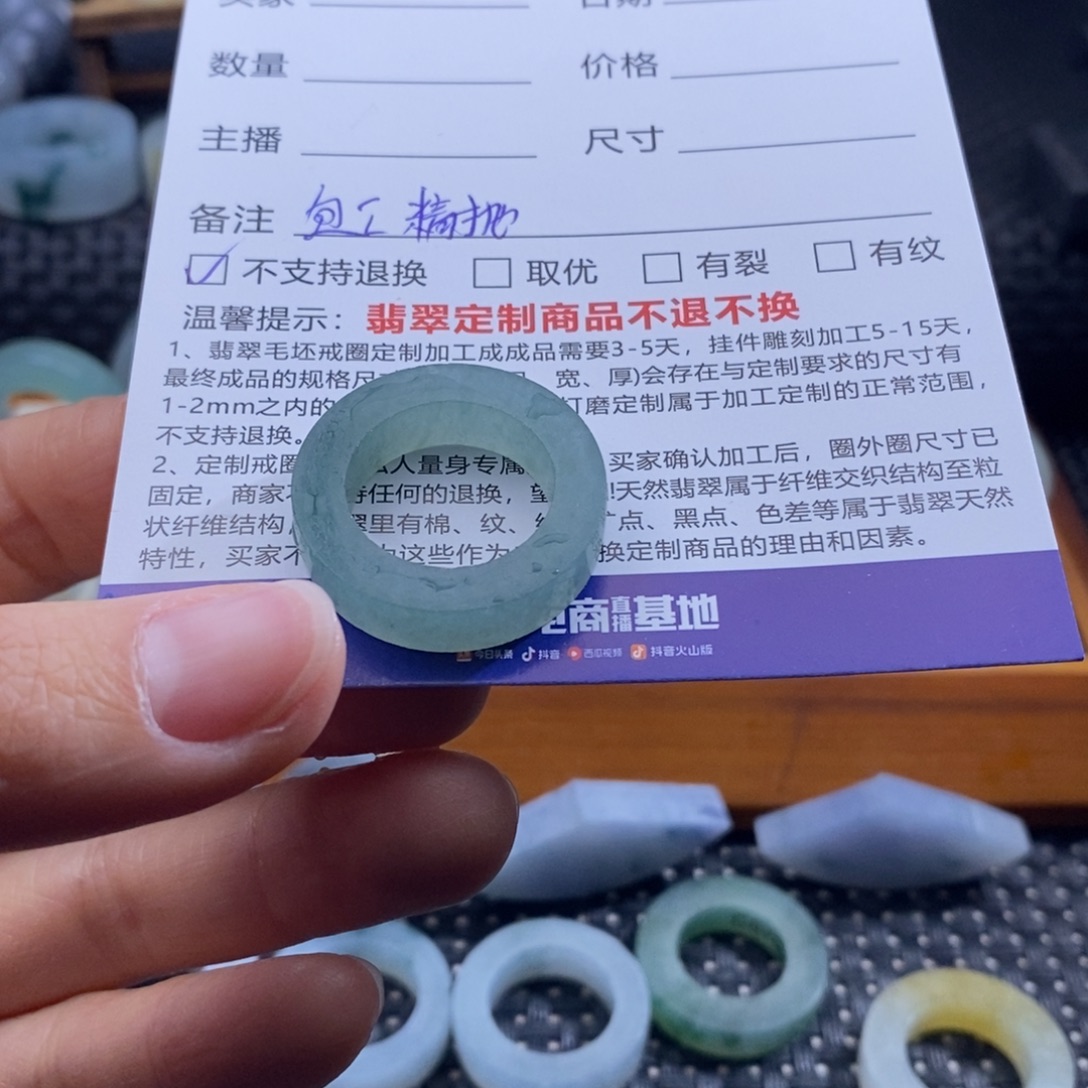 买家 日期
数量 价格
主播 尺寸
备注 包工精抛
不支持退换 取优 有裂 有纹
温馨提示：翡翠定制商品不退不换
1、翡翠毛坯戒圈定制加工成成品需要3-5天，挂件雕刻加工5-15天，
最终成品的规格尺 宽、厚)会存在与定制要求的尺寸有
1-2mm之内的 打磨定制属于加工定制的正常范围，
不支持退换。
2、定制戒圈 私人量身专属 买家确认加工后，圈外圈尺寸已
固定，商家不 持任何的退换，望 !天然翡翠属于纤维交织结构至粒
状纤维结构 翠里有棉、纹、 矿点、黑点、色差等属于翡翠天然
特性，买家不 这些作为 换定制商品的理由和因素。
电商直播基地
今日头条 抖音 西瓜视频 抖音火山版